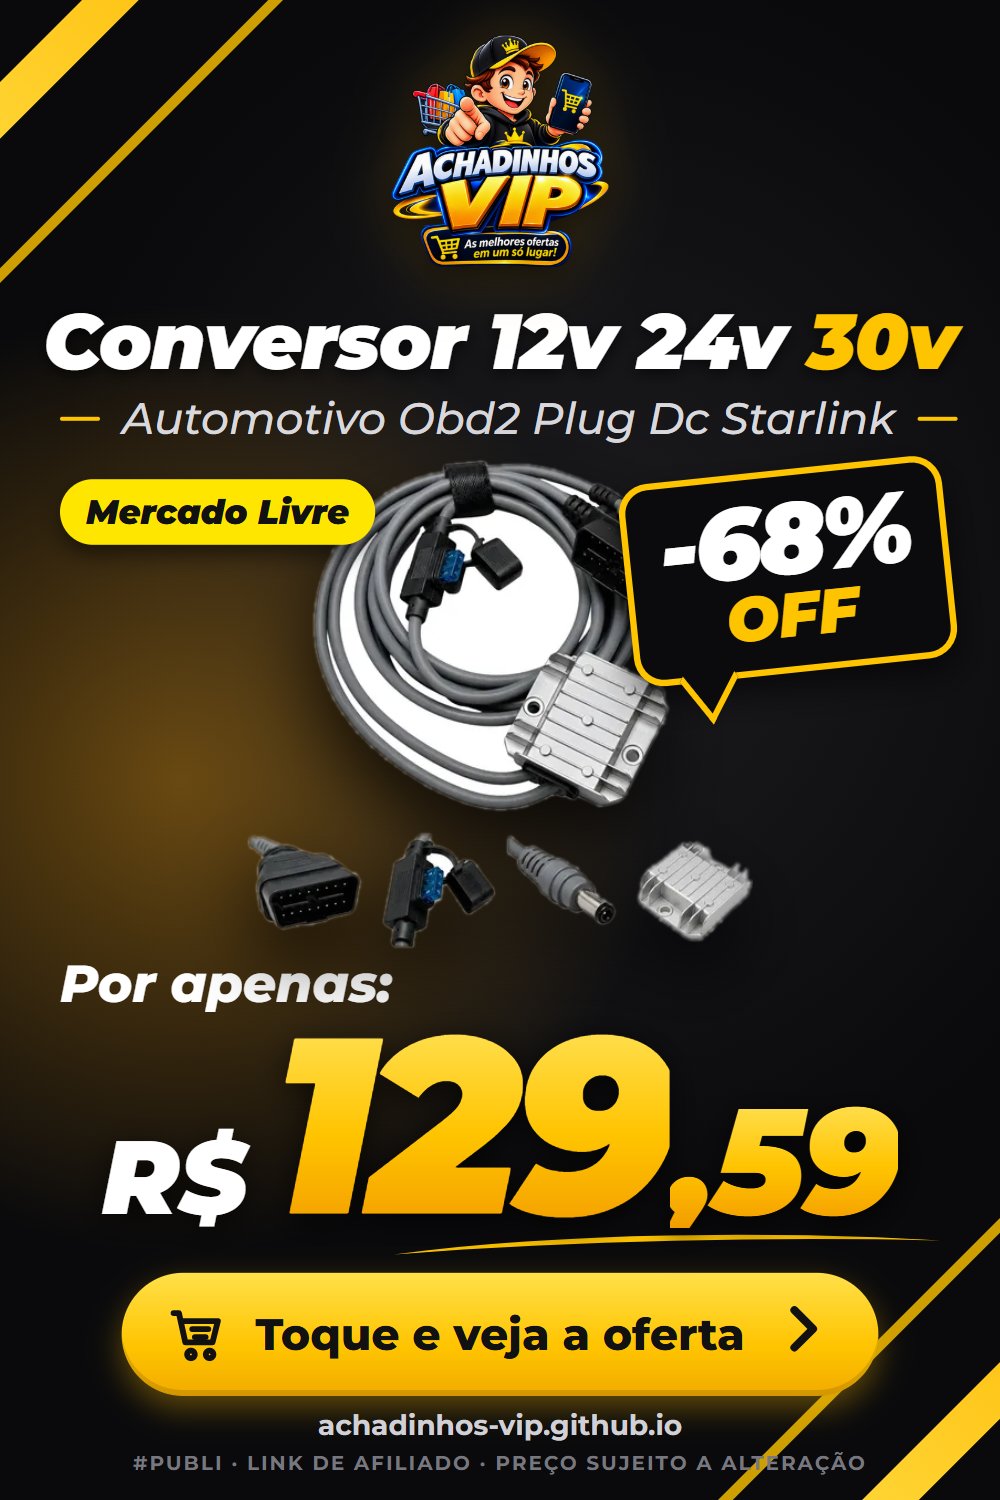 ACHADINHOS
VIP
As melhores ofertas
em um só lugar!
Conversor 12v 24v 30v
Automotivo Obd2 Plug Dc Starlink
Mercado Livre
-68%
OFF
Por apenas:
R$ 129,59
Toque e veja a oferta
achadinhos-vip.github.io
#PUBLI · LINK DE AFILIADO · PREÇO SUJEITO A ALTERAÇÃO